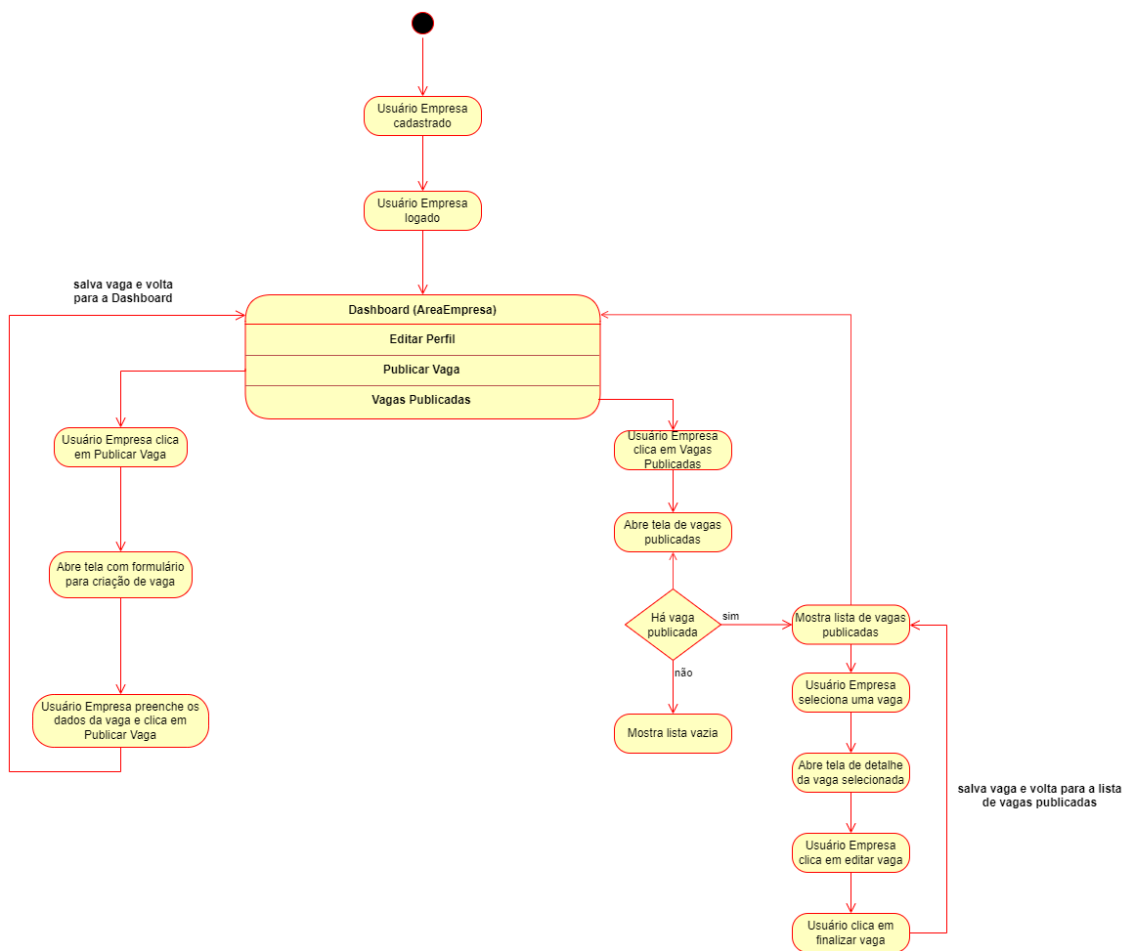 Usuário Empresa
cadastrado
Usuário Empresa
logado
salva vaga e volta
para a Dashboard
Dashboard (AreaEmpresa)
Editar Perfil
Publicar Vaga
Vagas Publicadas
Usuário Empresa clica
em Publicar Vaga
Usuário Empresa
clica em Vagas
Publicadas
Abre tela de vagas
publicadas
Abre tela com formulário
para criação de vaga
Há vaga
publicada
sim
não
Mostra lista de vagas
publicadas
Usuário Empresa
seleciona uma vaga
Usuário Empresa preenche os
dados da vaga e clica em
Publicar Vaga
Mostra lista vazia
Abre tela de detalhe
da vaga selecionada
salva vaga e volta para a lista
de vagas publicadas
Usuário Empresa
clica em editar vaga
Usuário clica em
finalizar vaga